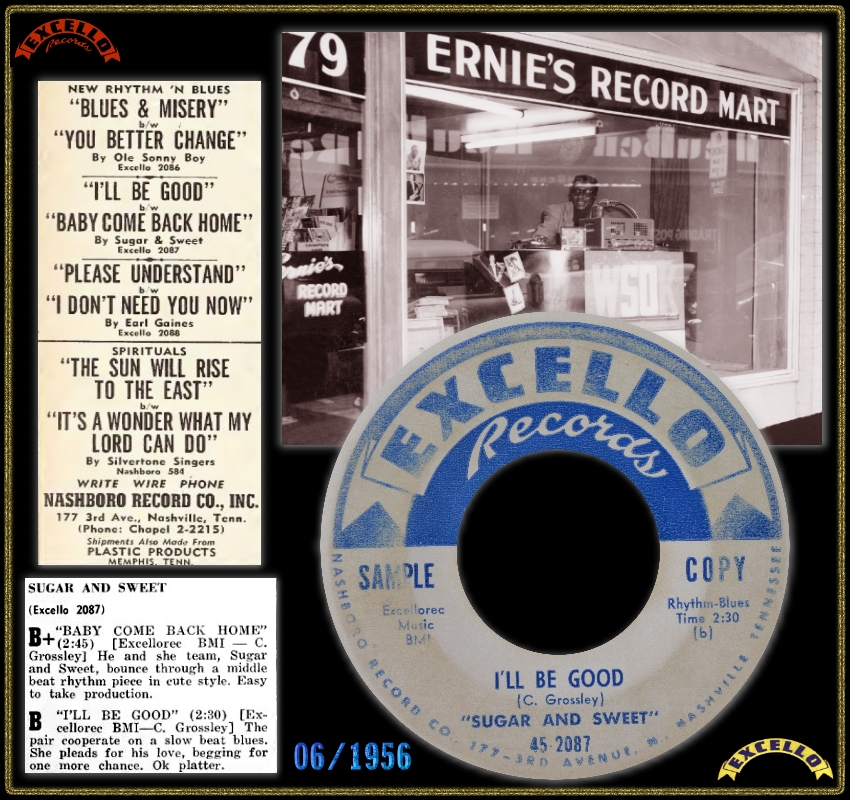 EXCELLO
Records
NEW RHYTHM 'N BLUES
"BLUES & MISERY"
b/w
"YOU BETTER CHANGE"
By Ole Sonny Boy
Excello 2086
"I'LL BE GOOD"
b/w
"BABY COME BACK HOME"
By Sugar & Sweet
Excello 2087
"PLEASE UNDERSTAND"
b/w
"I DON'T NEED YOU NOW"
By Earl Gaines
Excello 2088
SPIRITUALS
"THE SUN WILL RISE
TO THE EAST"
b/w
"IT'S A WONDER WHAT MY
LORD CAN DO"
By Silvertone Singers
Nashboro 584
WRITE WIRE PHONE
NASHBORO RECORD CO., INC.
177 3rd Ave., Nashville, Tenn.
(Phone: Chapel 2-2215)
Shipments Also Made From
PLASTIC PRODUCTS
MEMPHIS, TENN.
SUGAR AND SWEET
(Excello 2087)
B+ "BABY COME BACK HOME"
(2:45) [Excellorec BMI — C.
Grossley] He and she team, Sugar
and Sweet, bounce through a middle
beat rhythm piece in cute style. Easy
to take production.
B "I'LL BE GOOD" (2:30) [Ex-
cellorec BMI—C. Grossley] The
pair cooperate on a slow beat blues.
She pleads for his love, begging for
one more chance. Ok platter.
79
ERNIE'S RECORD MART
TRADING POST
Ernie's
RECORD
MART
WSOK
EXCELLO
Records
SAMPLE
COPY
Excellorec
Music
BMI
Rhythm-Blues
Time 2:30
(b)
I'LL BE GOOD
(C. Grossley)
"SUGAR AND SWEET"
45-2087
NASHBORO RECORD CO., 177-3RD AVENUE, N., NASHVILLE TENNESSEE
06/1956
EXCELLO